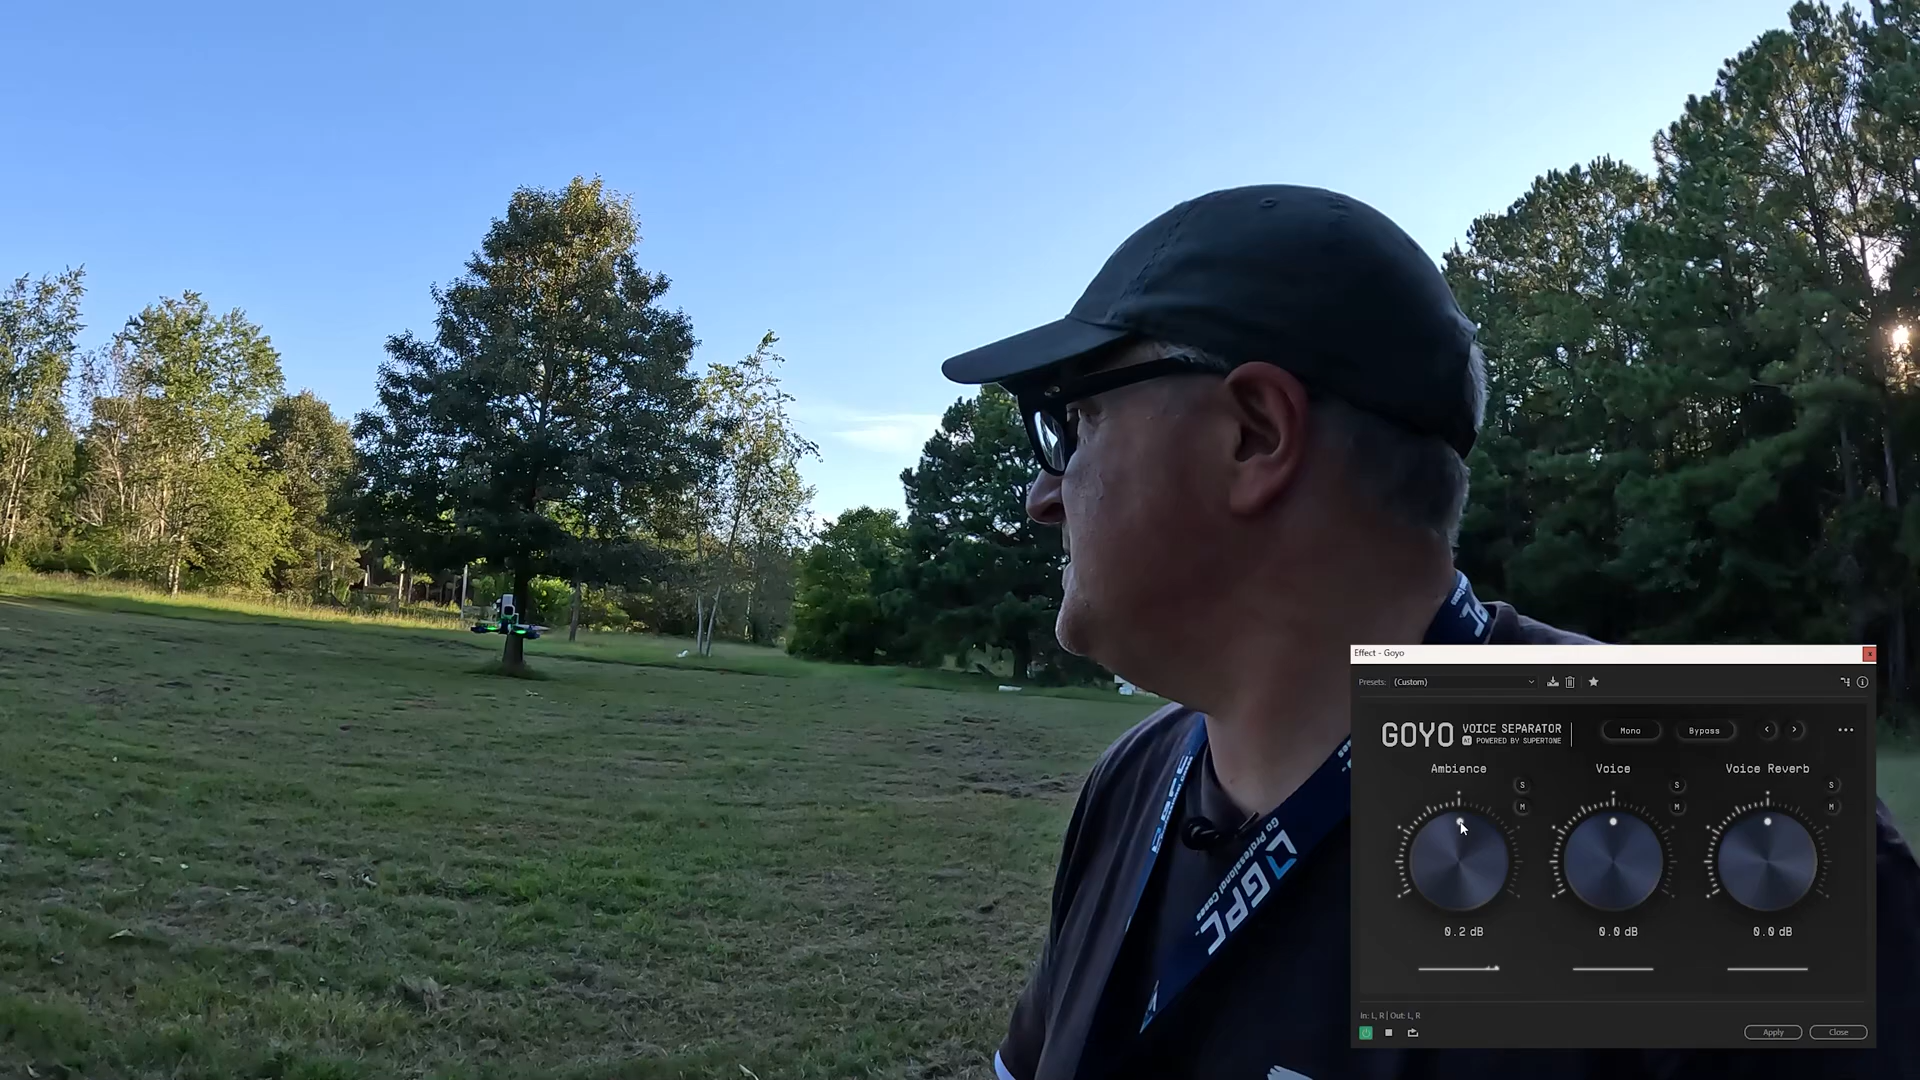 Effect - Goyo
x
Presets: (Custom)
GOYO VOICE SEPARATOR
AI POWERED BY SUPERTONE
Mono
Bypass
Ambience
Voice
Voice Reverb
S
S
S
M
M
M
0.2 dB
0.0 dB
0.0 dB
In: L, R | Out: L, R
Apply
Close
GPC
Go Professional Cases